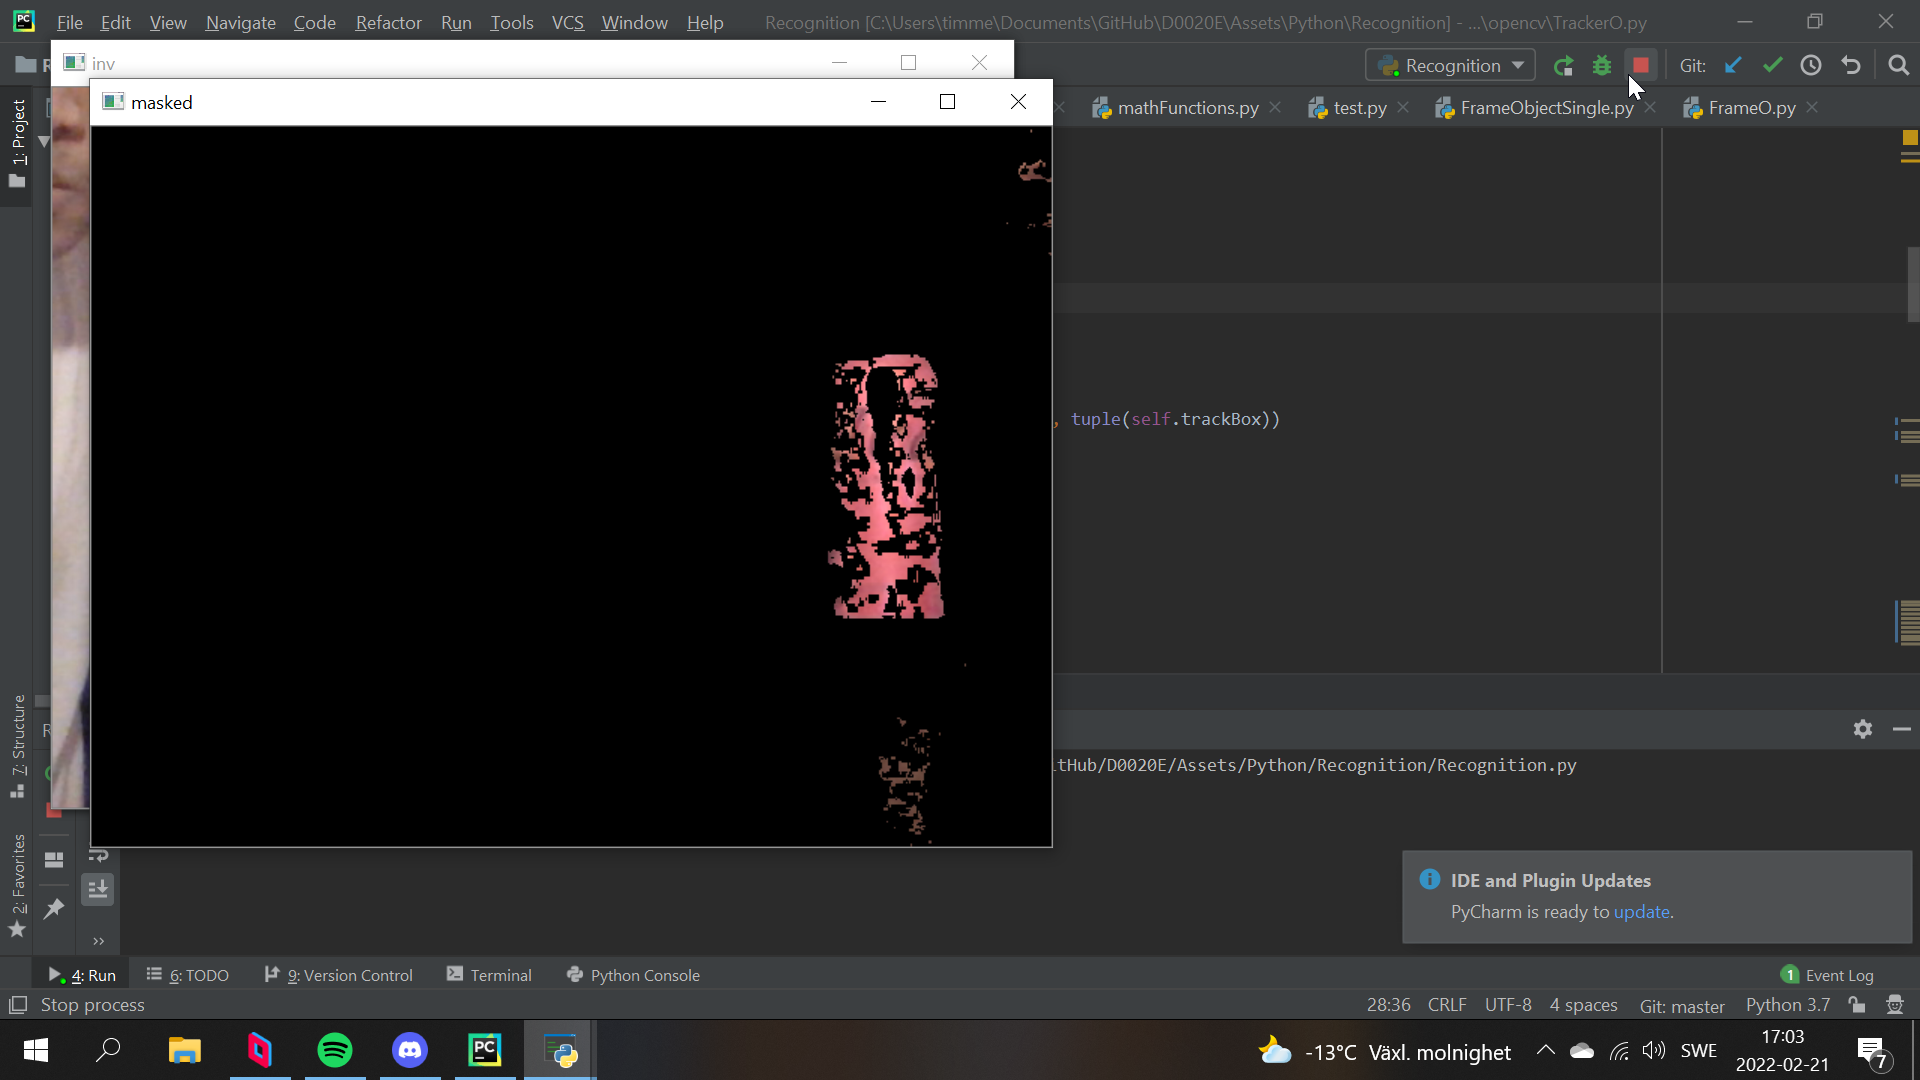 File Edit View Navigate Code Refactor Run Tools VCS Window Help Recognition [C:\Users\timme\Documents\GitHub\D0020E\Assets\Python\Recognition] - ...\opencv\TrackerO.py
inv
Recognition
Git:
masked
mathFunctions.py
test.py
FrameObjectSingle.py
FrameO.py
1: Project
, tuple(self.trackBox))
7: Structure
2: Favorites
tHub/D0020E/Assets/Python/Recognition/Recognition.py
IDE and Plugin Updates
PyCharm is ready to update.
4: Run
6: TODO
9: Version Control
Terminal
Python Console
1 Event Log
Stop process
28:36 CRLF UTF-8 4 spaces Git: master Python 3.7
PC
-13°C Växl. molnighet
SWE
17:03
2022-02-21
7